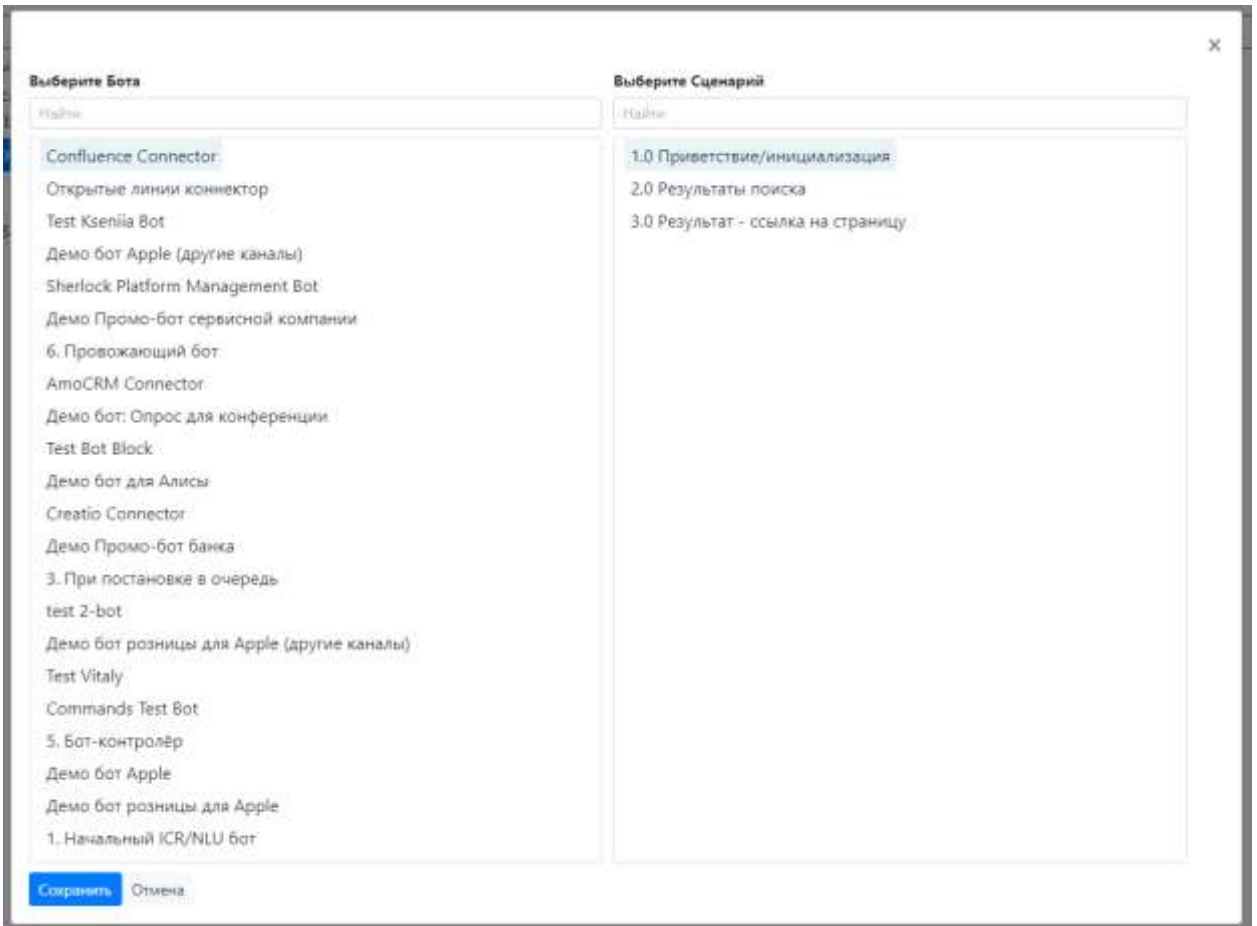 ×
Выберите Бота
Найти
Confluence Connector
Открытые линии коннектор
Test Kseniia Bot
Демо бот Apple (другие каналы)
Sherlock Platform Management Bot
Демо Промо-бот сервисной компании
6. Провожающий бот
AmoCRM Connector
Демо бот: Опрос для конференции
Test Bot Block
Демо бот для Алисы
Creatio Connector
Демо Промо-бот банка
3. При постановке в очередь
test 2-bot
Демо бот розницы для Apple (другие каналы)
Test Vitaly
Commands Test Bot
5. Бот-контролёр
Демо бот Apple
Демо бот розницы для Apple
1. Начальный ICR/NLU бот
Выберите Сценарий
Найти
1.0 Приветствие/инициализация
2.0 Результаты поиска
3.0 Результат - ссылка на страницу
Сохранить
Отмена